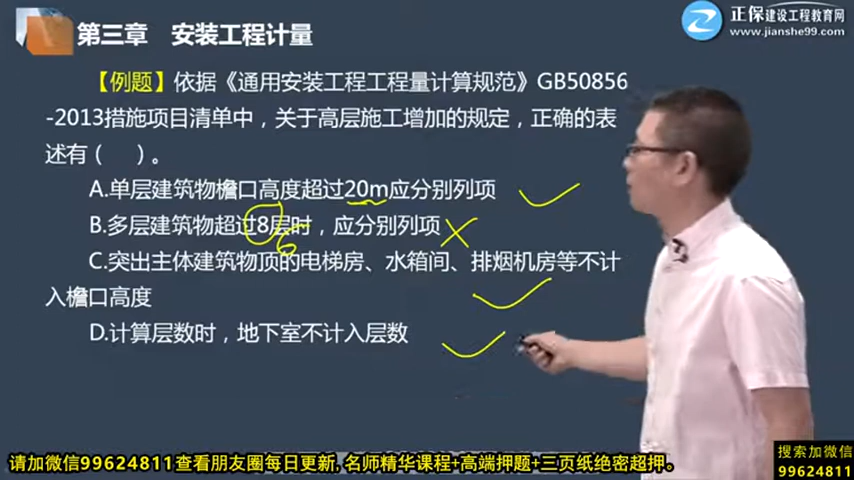 第三章 安装工程计量
正保建设工程教育网
www.jianshe99.com
【例题】依据《通用安装工程工程量计算规范》GB50856
-2013措施项目清单中，关于高层施工增加的规定，正确的表
述有（ ）。
A.单层建筑物檐口高度超过20m应分别列项
B.多层建筑物超过8层时，应分别列项
6
C.突出主体建筑物顶的电梯房、水箱间、排烟机房等不计
入檐口高度
D.计算层数时，地下室不计入层数
请加微信99624811查看朋友圈每日更新,名师精华课程+高端押题+三页纸绝密超押。
搜索加微信
99624811